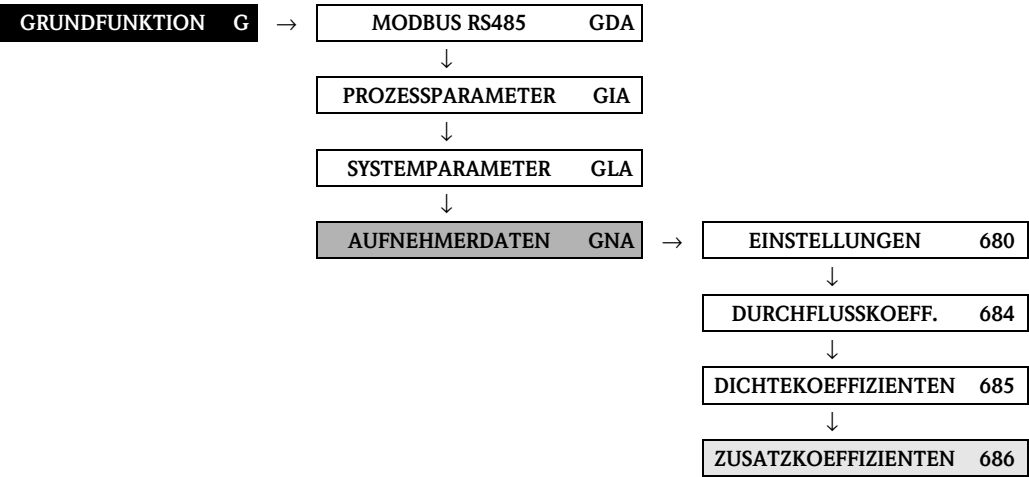 GRUNDFUNKTION G → MODBUS RS485 GDA
↓
PROZESSPARAMETER GIA
↓
SYSTEMPARAMETER GLA
↓
AUFNEHMERDATEN GNA → EINSTELLUNGEN 680
↓
DURCHFLUSSKOEFF. 684
↓
DICHTEKOEFFIZIENTEN 685
↓
ZUSATZKOEFFIZIENTEN 686